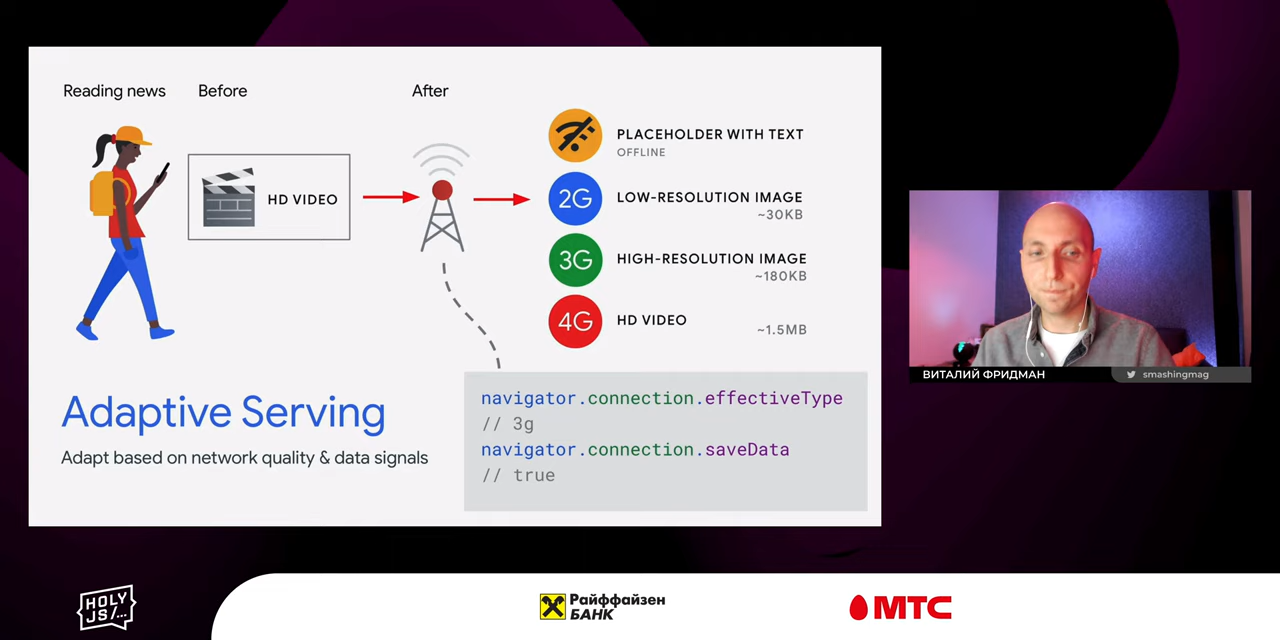 Reading news
Before
After
HD VIDEO
PLACEHOLDER WITH TEXT
OFFLINE
2G
LOW-RESOLUTION IMAGE
~30KB
3G
HIGH-RESOLUTION IMAGE
~180KB
4G
HD VIDEO
~1.5MB
Adaptive Serving
Adapt based on network quality & data signals
navigator.connection.effectiveType
// 3g
navigator.connection.saveData
// true
ВИТАЛИЙ ФРИДМАН
smashingmag
HOLY
JS/...
Райффайзен
БАНК
МТС